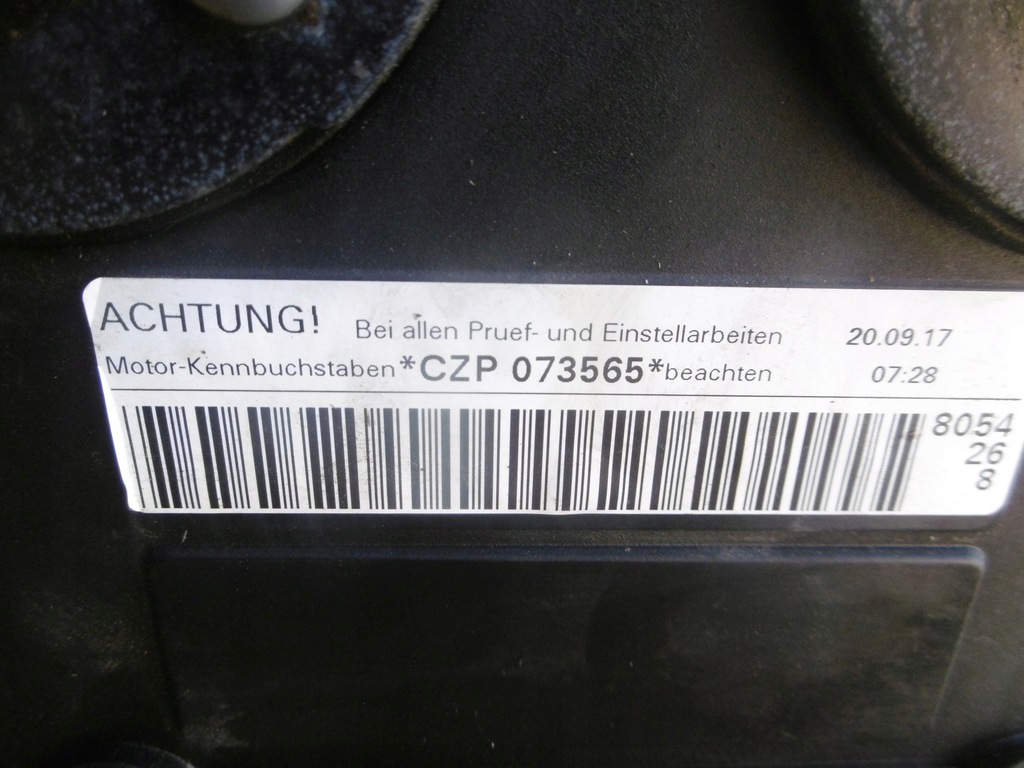 ACHTUNG! Bei allen Pruef- und Einstellarbeiten 20.09.17
Motor-Kennbuchstaben *CZP 073565* beachten 07:28
8054
26
8